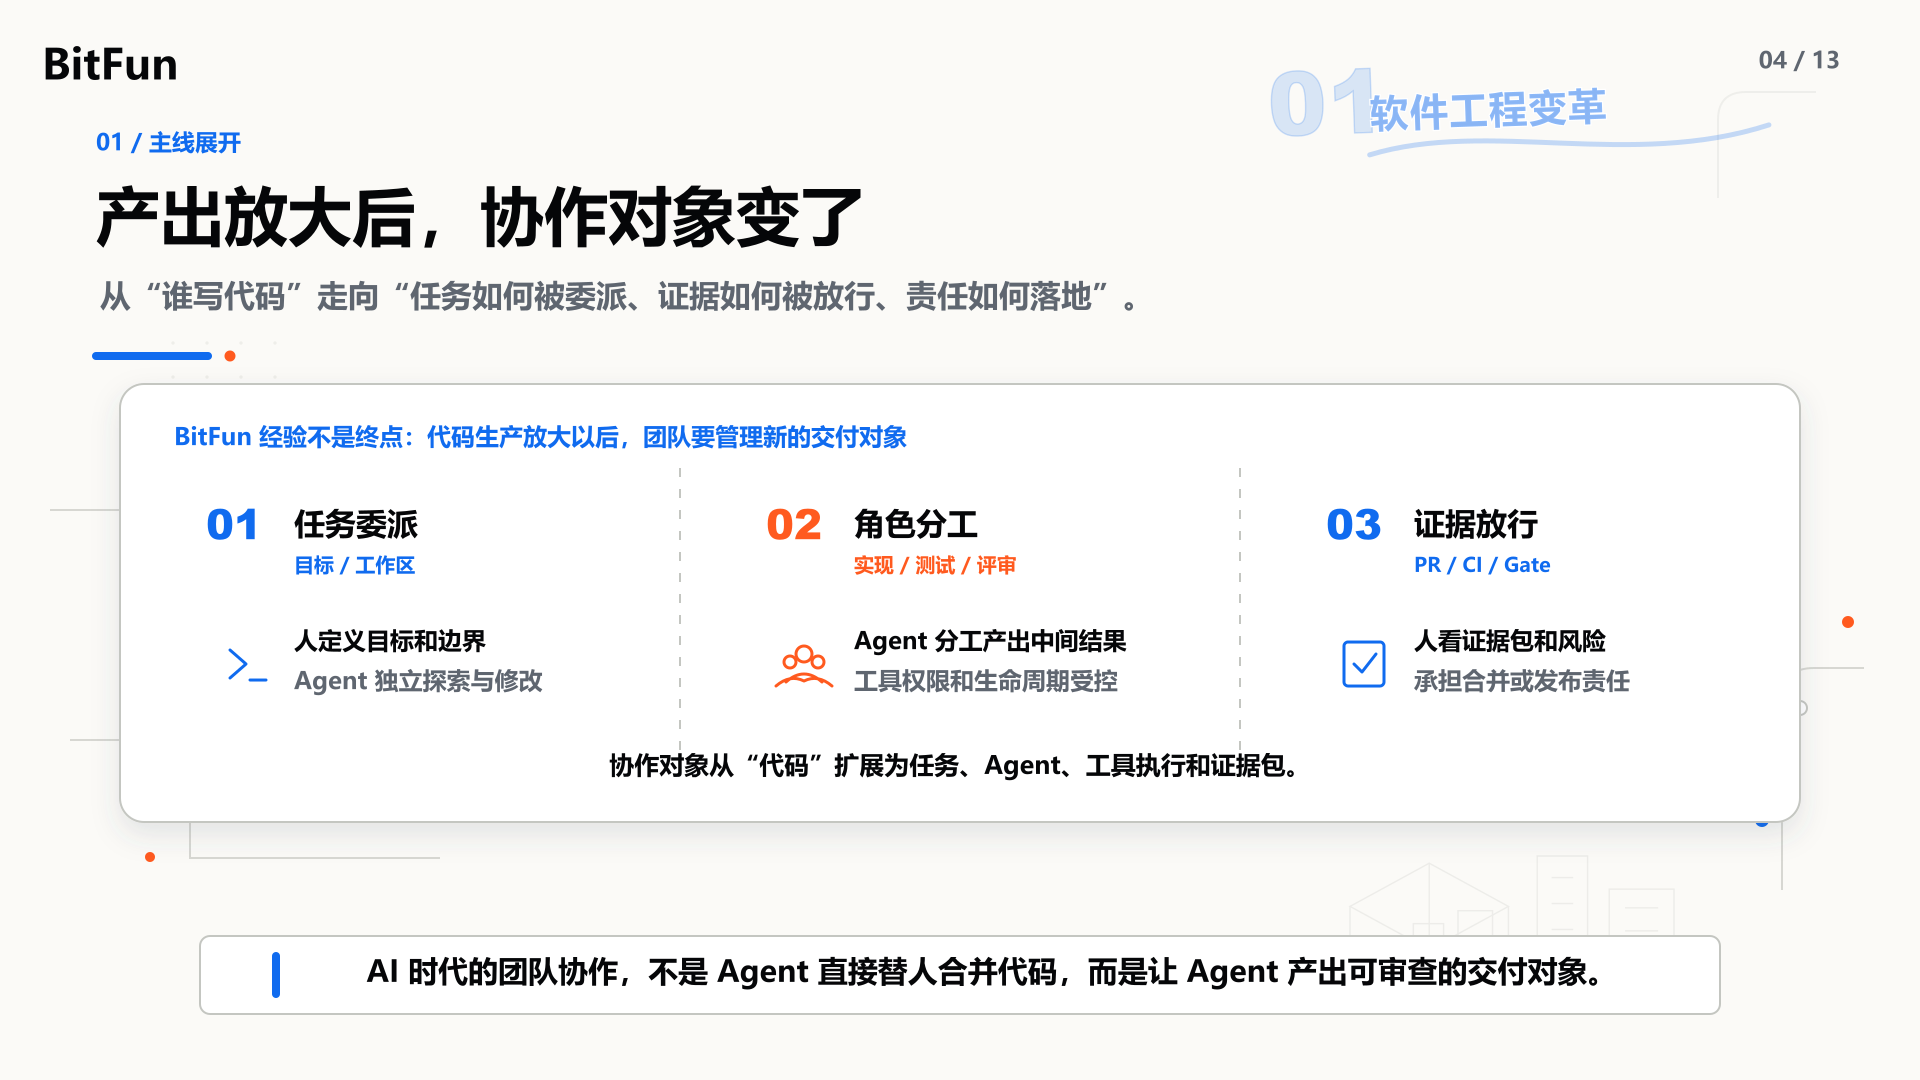 BitFun
04 / 13
01 软件工程变革
01 / 主线展开
产出放大后，协作对象变了
从“谁写代码”走向“任务如何被委派、证据如何被放行、责任如何落地”。
BitFun 经验不是终点：代码生产放大以后，团队要管理新的交付对象
01 任务委派
目标 / 工作区
人定义目标和边界
Agent 独立探索与修改
02 角色分工
实现 / 测试 / 评审
Agent 分工产出中间结果
工具权限和生命周期受控
03 证据放行
PR / CI / Gate
人看证据包和风险
承担合并或发布责任
协作对象从“代码”扩展为任务、Agent、工具执行和证据包。
AI 时代的团队协作，不是 Agent 直接替人合并代码，而是让 Agent 产出可审查的交付对象。